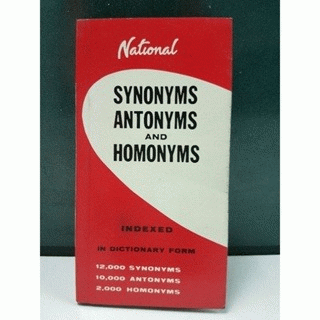 National
SYNONYMS
ANTONYMS
AND
HOMONYMS
INDEXED
IN DICTIONARY FORM
12,000 SYNONYMS
10,000 ANTONYMS
2,000 HOMONYMS